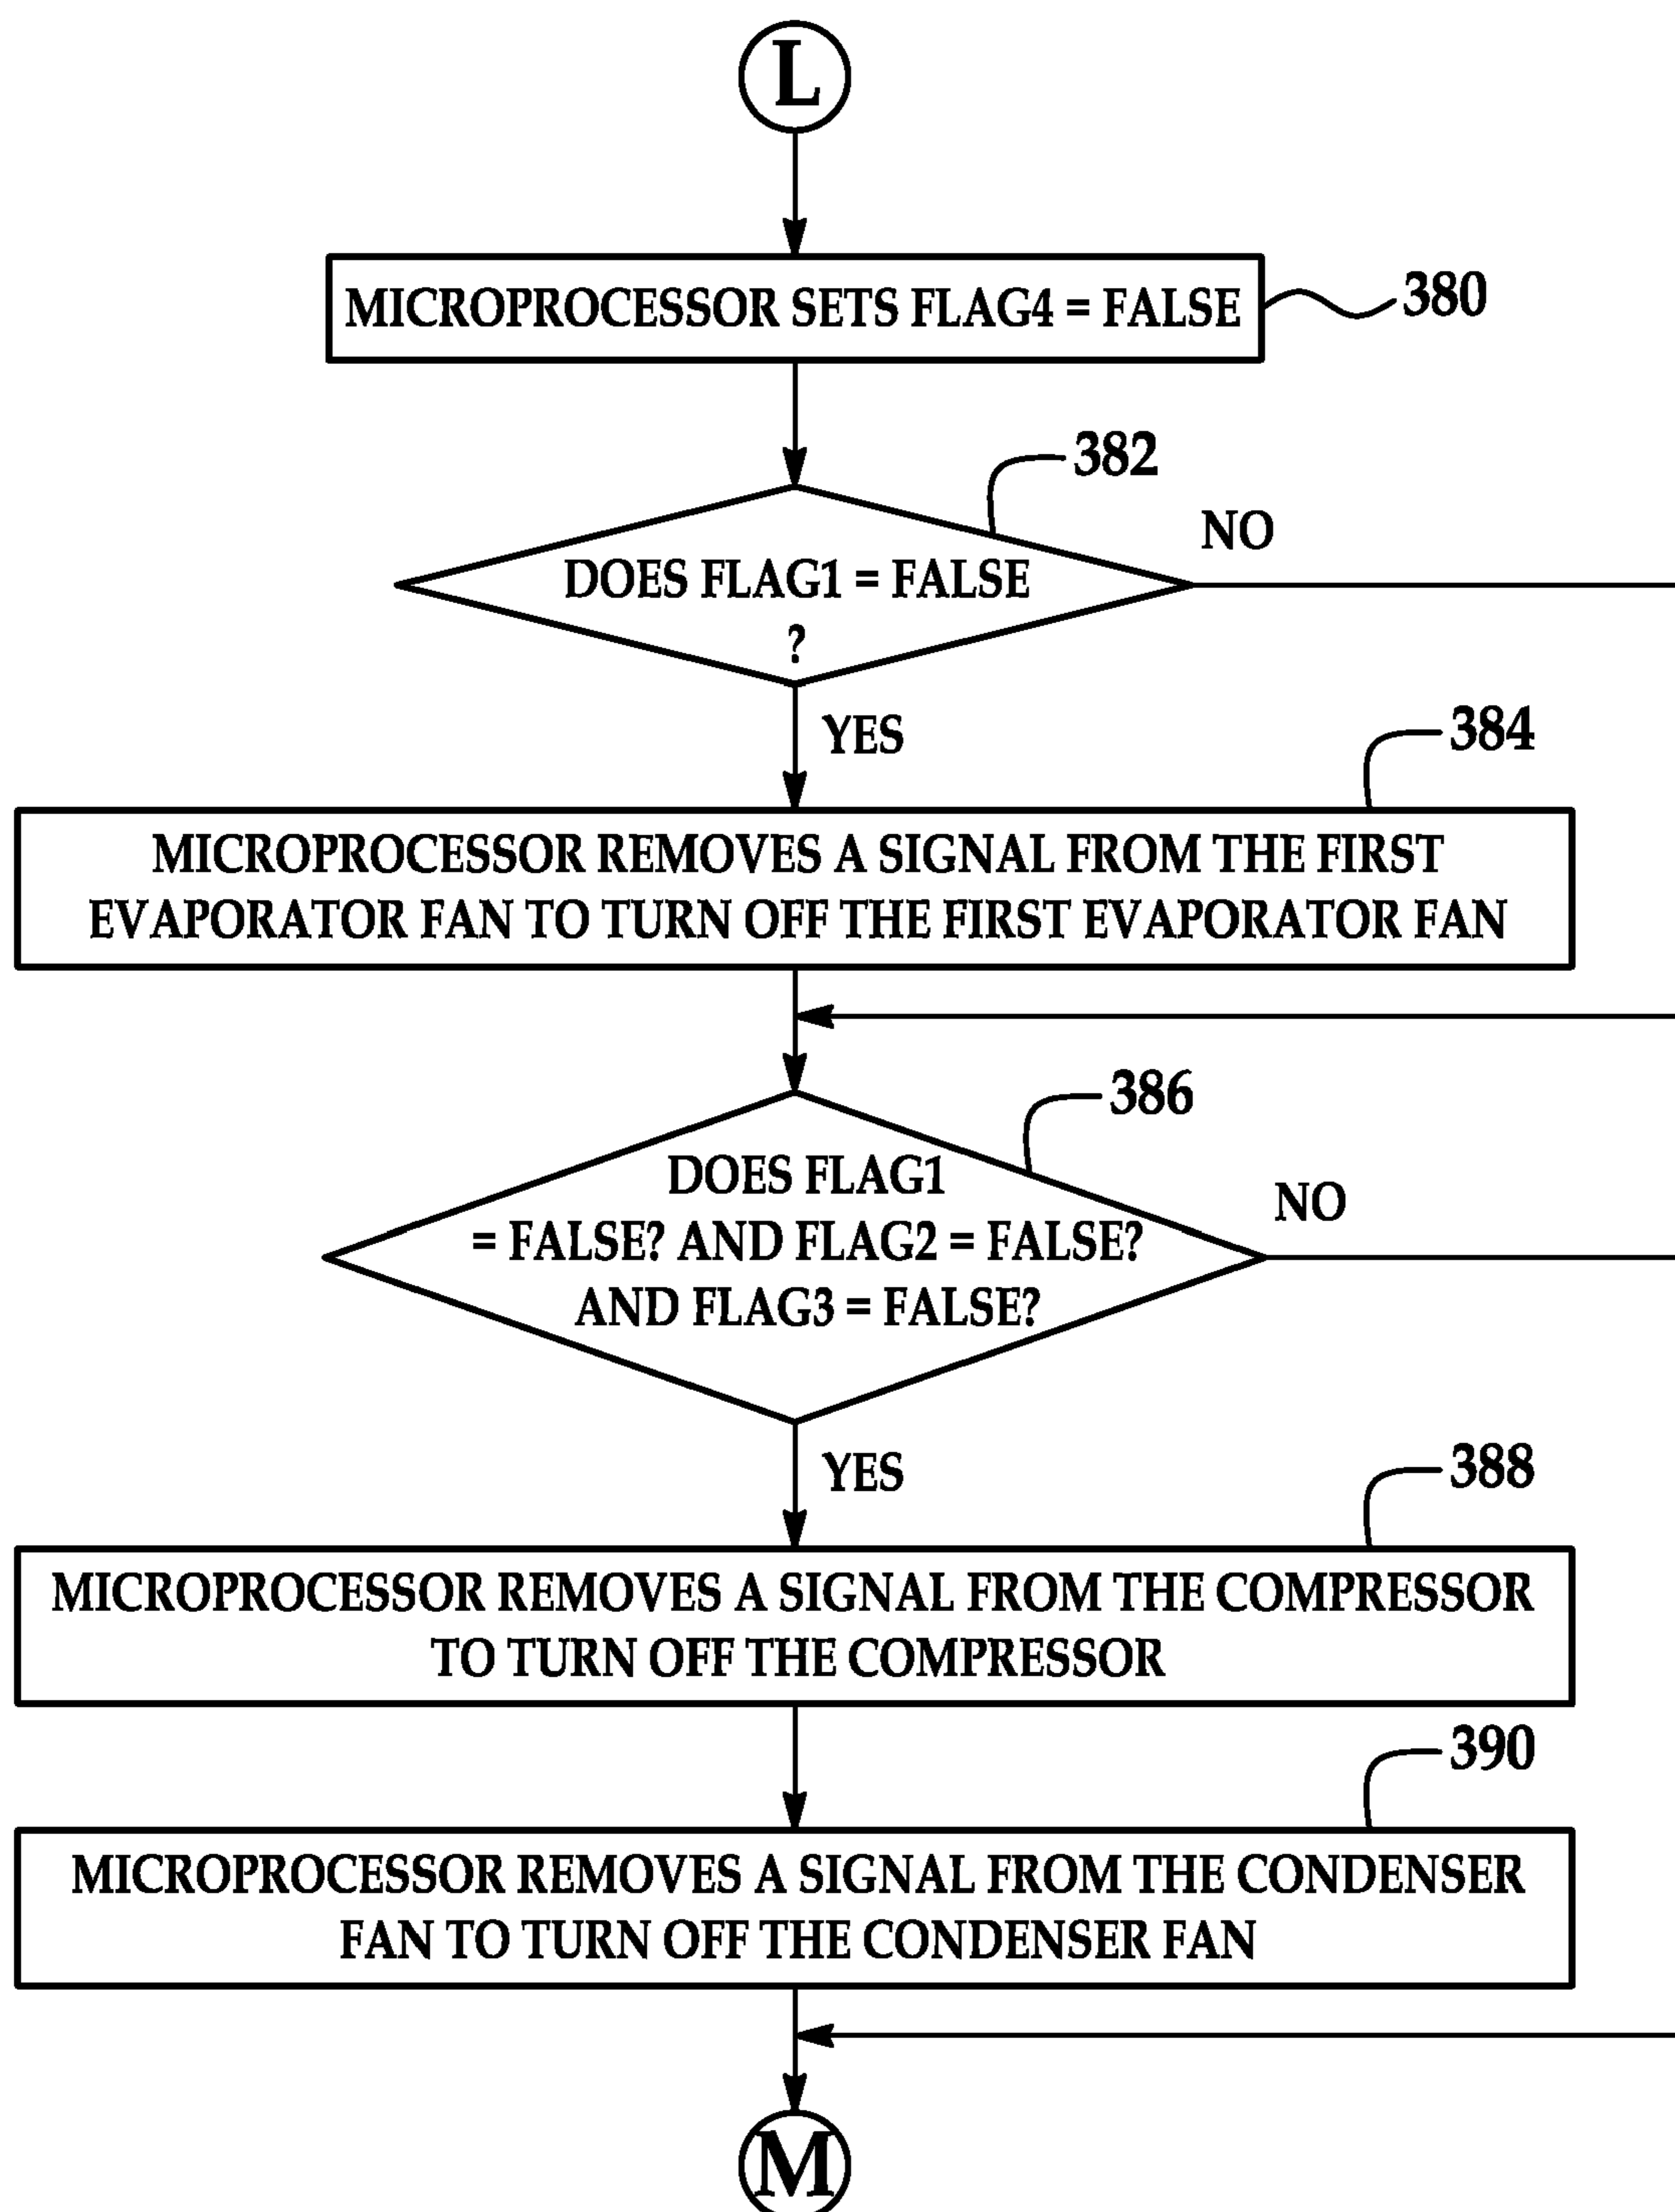 L
MICROPROCESSOR SETS FLAG4 = FALSE
380
382
NO
DOES FLAG1 = FALSE
?
YES
384
MICROPROCESSOR REMOVES A SIGNAL FROM THE FIRST
EVAPORATOR FAN TO TURN OFF THE FIRST EVAPORATOR FAN
386
DOES FLAG1
= FALSE? AND FLAG2 = FALSE?
AND FLAG3 = FALSE?
NO
YES
388
MICROPROCESSOR REMOVES A SIGNAL FROM THE COMPRESSOR
TO TURN OFF THE COMPRESSOR
390
MICROPROCESSOR REMOVES A SIGNAL FROM THE CONDENSER
FAN TO TURN OFF THE CONDENSER FAN
M